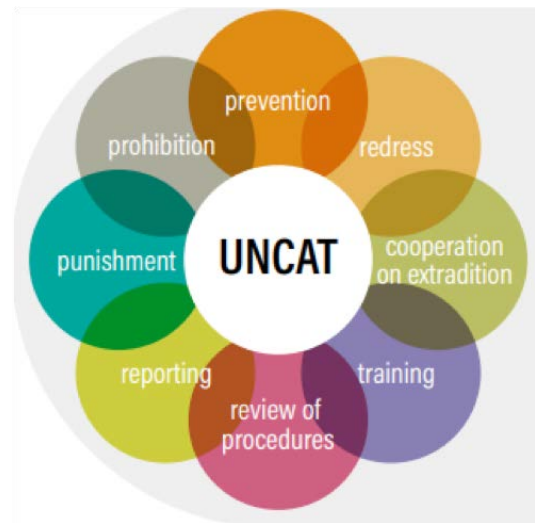 prevention
prohibition
redress
punishment
UNCAT
cooperation
on extradition
reporting
training
review of
procedures